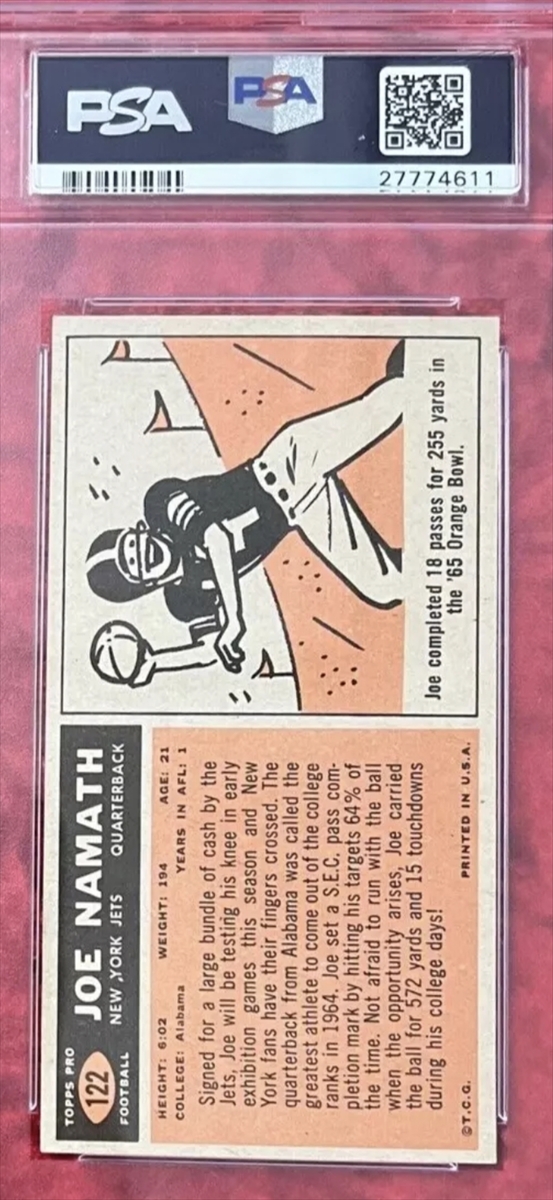 PSA
PSA
27774611
TOPPS PRO
122
FOOTBALL
JOE NAMATH
NEW YORK JETS QUARTERBACK
HEIGHT: 6:02 WEIGHT: 194 AGE: 21
COLLEGE: Alabama YEARS IN AFL: 1
Signed for a large bundle of cash by the
Jets, Joe will be testing his knee in early
exhibition games this season and New
York fans have their fingers crossed. The
quarterback from Alabama was called the
greatest athlete to come out of the college
ranks in 1964. Joe set a S.E.C. pass com-
pletion mark by hitting his targets 64% of
the time. Not afraid to run with the ball
when the opportunity arises, Joe carried
the ball for 572 yards and 15 touchdowns
during his college days!
©T.C.G. PRINTED IN U.S.A.
Joe completed 18 passes for 255 yards in
the '65 Orange Bowl.